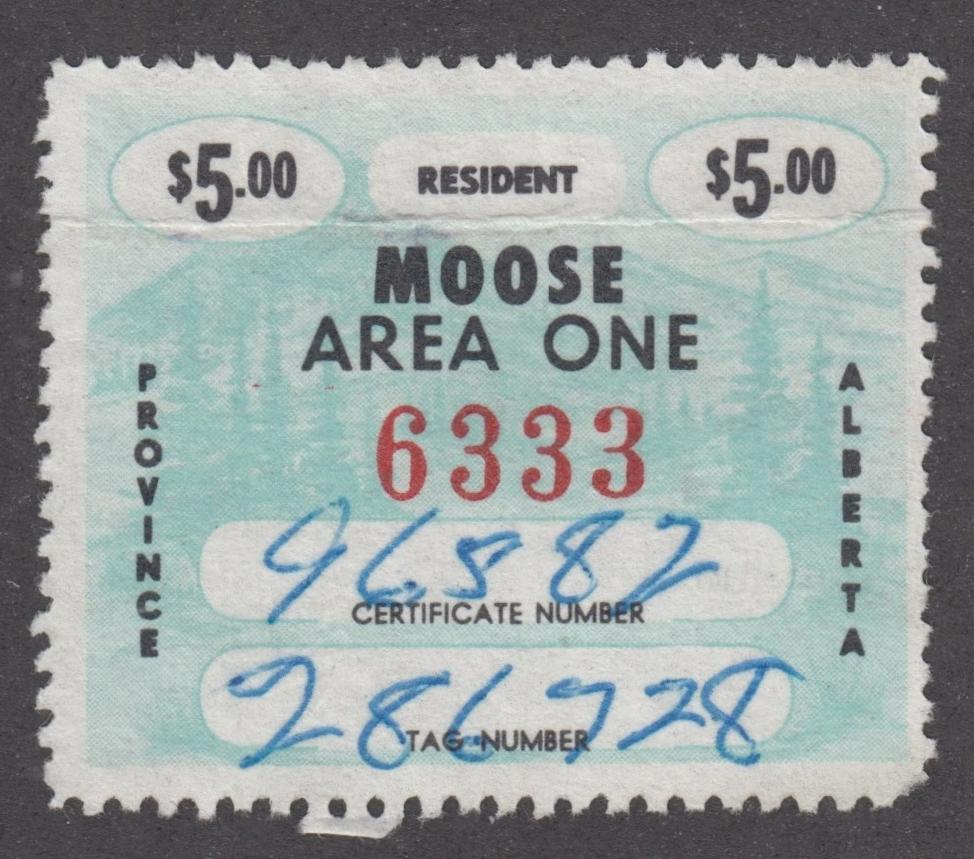 $5.00 RESIDENT $5.00
MOOSE
AREA ONE
6333
PROVINCE
ALBERTA
96582
CERTIFICATE NUMBER
286728
TAG NUMBER